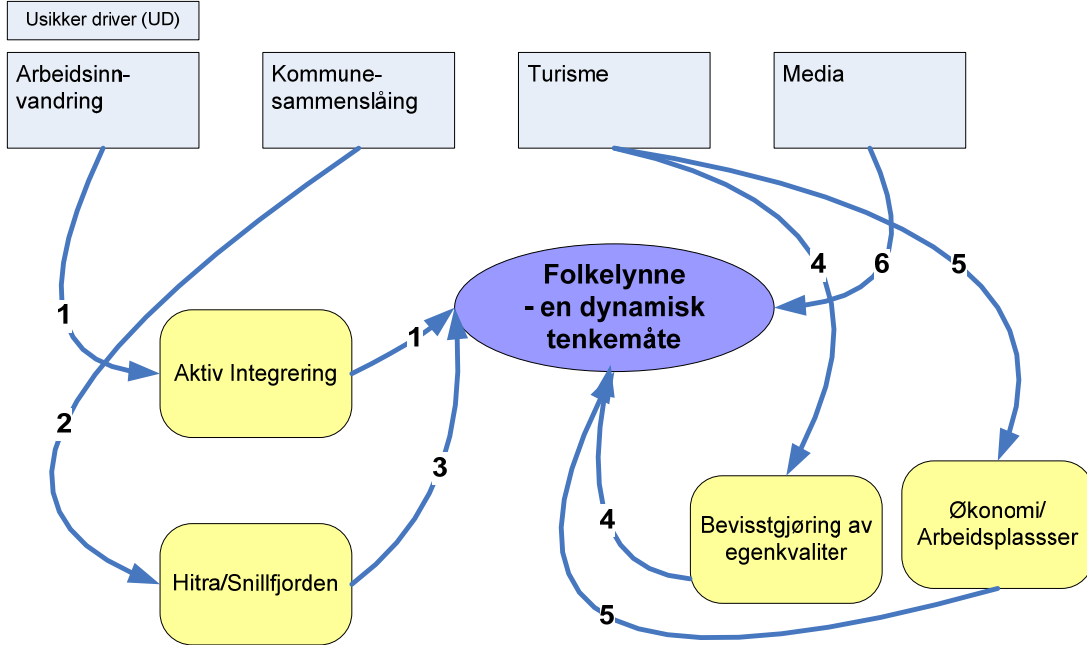 Usikker driver (UD)
Arbeidsinn-
vandring
Kommune-
sammenslåing
Turisme
Media
4
6
5
Folkelynne
- en dynamisk
tenkemåte
1
1
Aktiv Integrering
2
3
Økonomi/
Arbeidsplassser
Bevisstgjøring av
egenkvaliter
4
Hitra/Snillfjorden
5